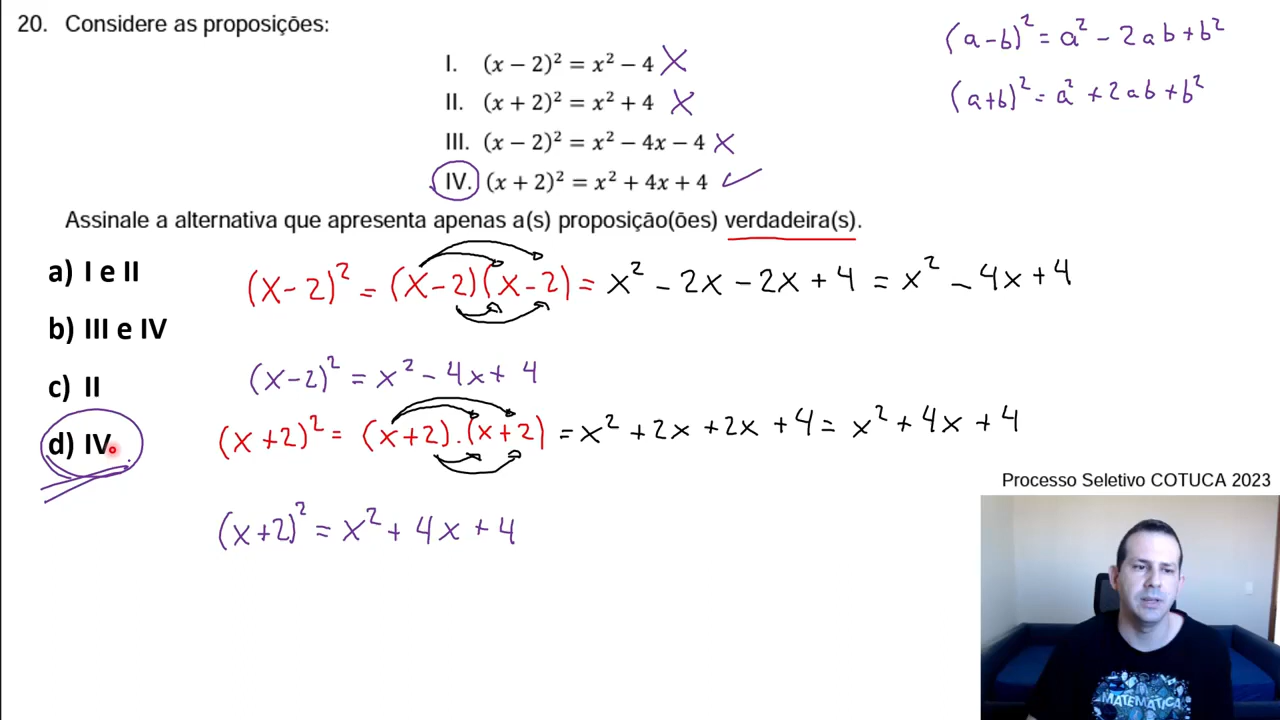 20. Considere as proposições:
(a-b)² = a² - 2ab + b²
I. (x − 2)² = x² − 4 X
(a+b)² = a² + 2ab + b²
II. (x + 2)² = x² + 4 X
III. (x − 2)² = x² − 4x − 4 X
IV. (x + 2)² = x² + 4x + 4 ✓
Assinale a alternativa que apresenta apenas a(s) proposição(ões) verdadeira(s).
a) I e II
(x-2)² = (x-2)(x-2) = x² - 2x - 2x + 4 = x² - 4x + 4
b) III e IV
(x-2)² = x² - 4x + 4
c) II
(x+2)² = (x+2).(x+2) = x² + 2x + 2x + 4 = x² + 4x + 4
d) IV
Processo Seletivo COTUCA 2023
(x+2)² = x² + 4x + 4
MATEMÁTICA